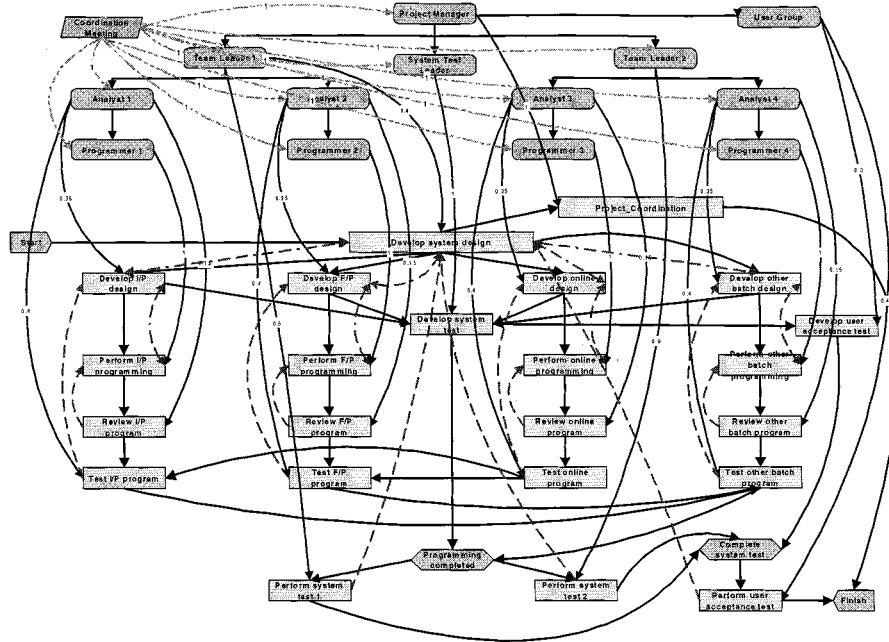 Coordination
Meeting
Project Manager
User Group
Team Leader 1
System Test
Leader
Team Leader 2
Analyst 1
Analyst 2
Analyst 3
Analyst 4
Programmer 1
Programmer 2
Programmer 3
Programmer 4
0.35
0.35
0.35
0.35
0.3
Project_Coordination
Start
Develop system design
Develop I/P
design
Develop F/P
design
Develop online
design
Develop other
batch design
Develop system
test
Develop user
acceptance test
0.4
0.4
0.4
0.4
Perform I/P
programming
Perform F/P
programming
Perform online
programming
Perform other
batch
programming
Review I/P
program
Review F/P
program
Review online
program
Review other
batch program
Test I/P program
Test F/P
program
Test online
program
Test other batch
program
Programming
completed
Complete
system test
Perform system
test 1
Perform system
test 2
Perform user
acceptance test
Finish